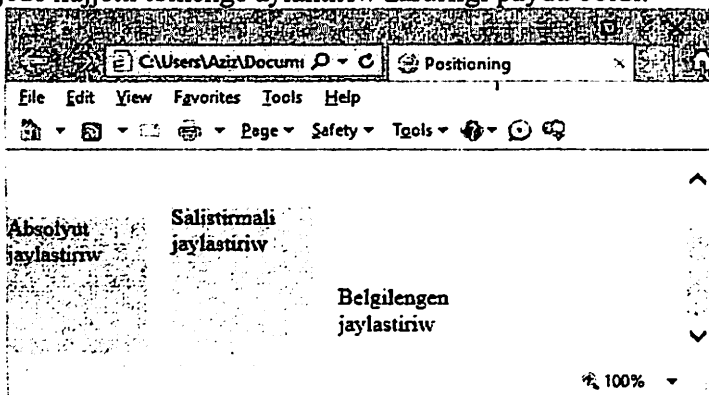 C:\Users\Aziz\Docum
Positioning
File Edit View Favorites Tools Help
Page Safety Tools
Absolyut
jaylastiriw
Salistirmali
jaylastiriw
Belgilengen
jaylastiriw
100%